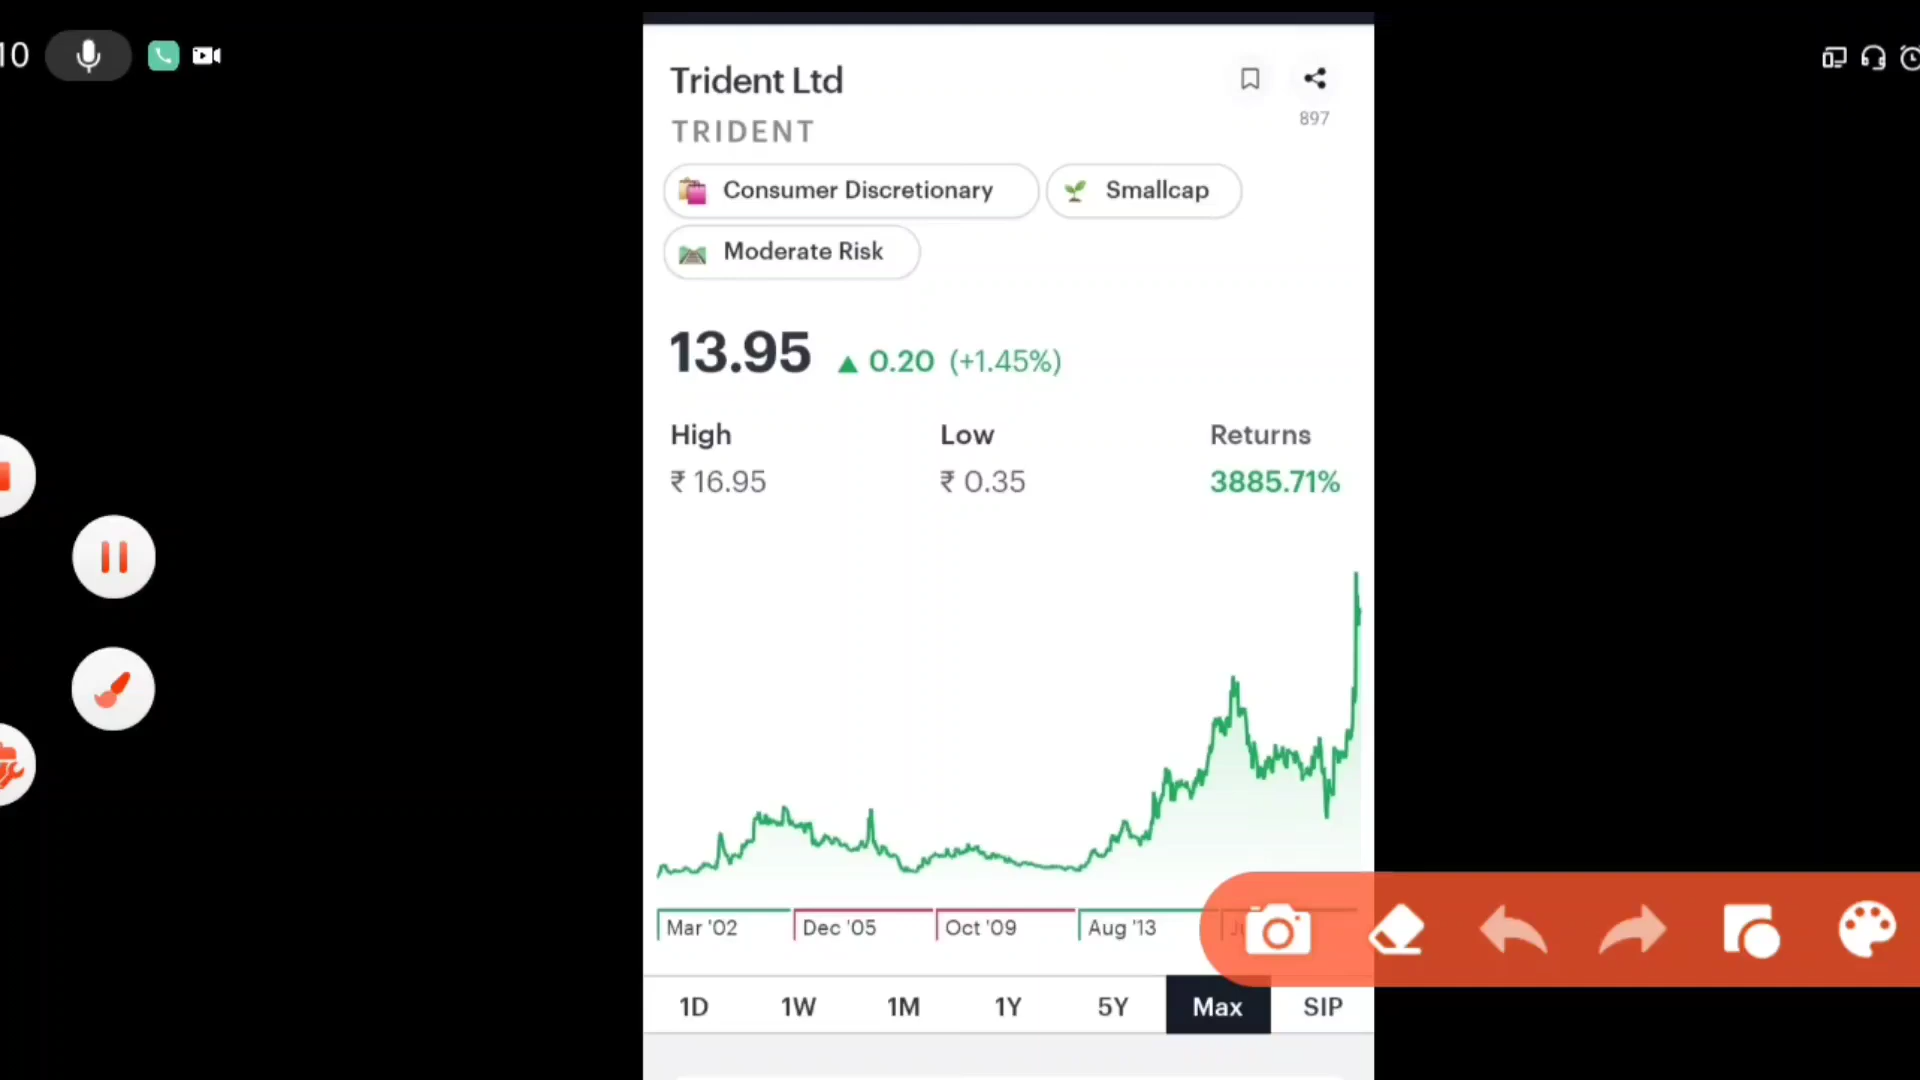 10
Trident Ltd
897
TRIDENT
Consumer Discretionary
Smallcap
Moderate Risk
13.95 ▲ 0.20 (+1.45%)
High Low Returns
₹ 16.95 ₹ 0.35 3885.71%
Mar '02 Dec '05 Oct '09 Aug '13
1D 1W 1M 1Y 5Y Max SIP